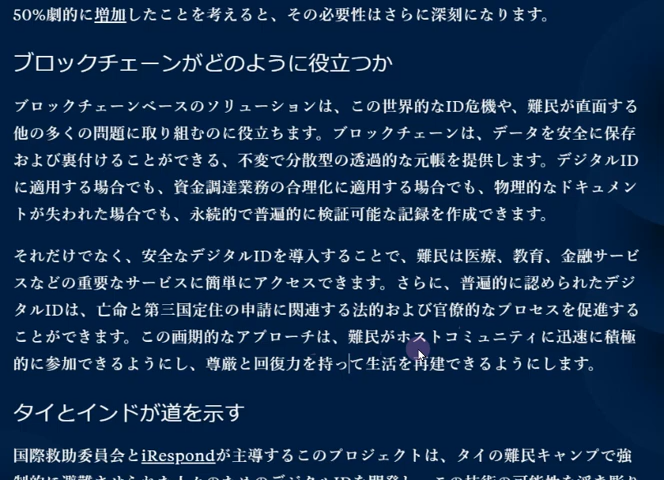 50%劇的に増加したことを考えると、その必要性はさらに深刻になります。
ブロックチェーンがどのように役立つか
ブロックチェーンベースのソリューションは、この世界的なID危機や、難民が直面する
他の多くの問題に取り組むのに役立ちます。ブロックチェーンは、データを安全に保存
および裏付けることができる、不変で分散型の透過的な元帳を提供します。デジタルID
に適用する場合でも、資金調達業務の合理化に適用する場合でも、物理的なドキュメン
トが失われた場合でも、永続的で普遍的に検証可能な記録を作成できます。
それだけでなく、安全なデジタルIDを導入することで、難民は医療、教育、金融サービ
スなどの重要なサービスに簡単にアクセスできます。さらに、普遍的に認められたデジ
タルIDは、亡命と第三国定住の申請に関連する法的および官僚的なプロセスを促進する
ことができます。この画期的なアプローチは、難民がホストコミュニティに迅速に積極
的に参加できるようにし、尊厳と回復力を持って生活を再建できるようにします。
タイとインドが道を示す
国際救助委員会とiRespondが主導するこのプロジェクトは、タイの難民キャンプで強